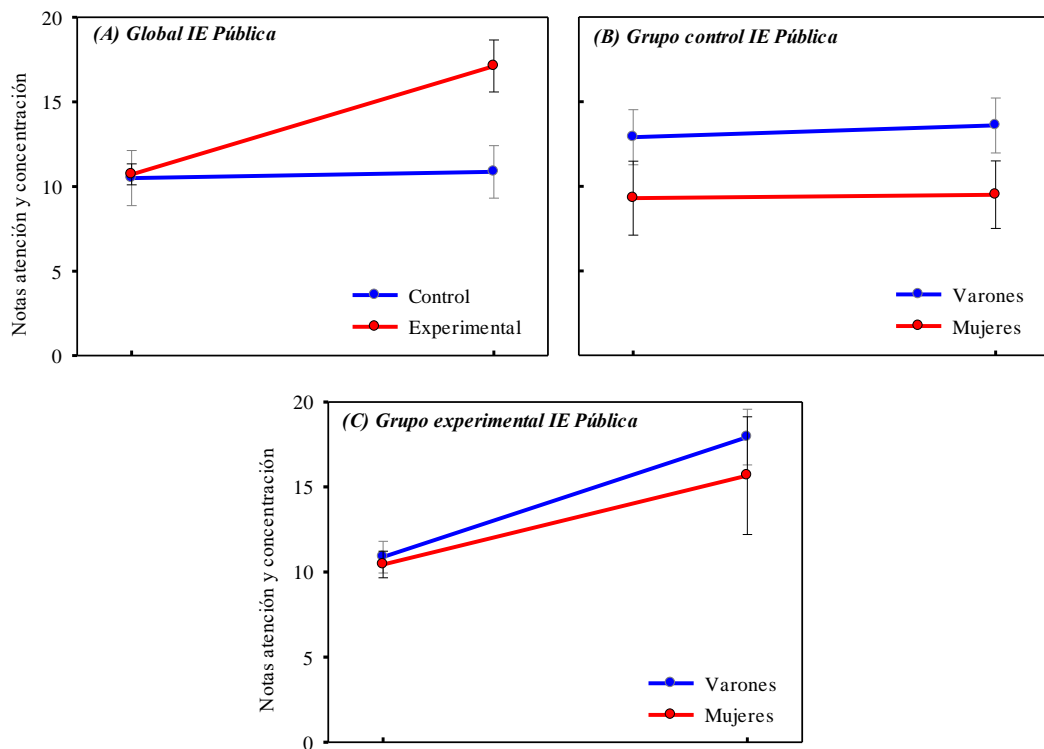 (A) Global IE Pública
20
15
10
5
0
Notas atención y concentración
Control
Experimental
(B) Grupo control IE Pública
Varones
Mujeres
(C) Grupo experimental IE Pública
20
15
10
5
0
Notas atención y concentración
Varones
Mujeres